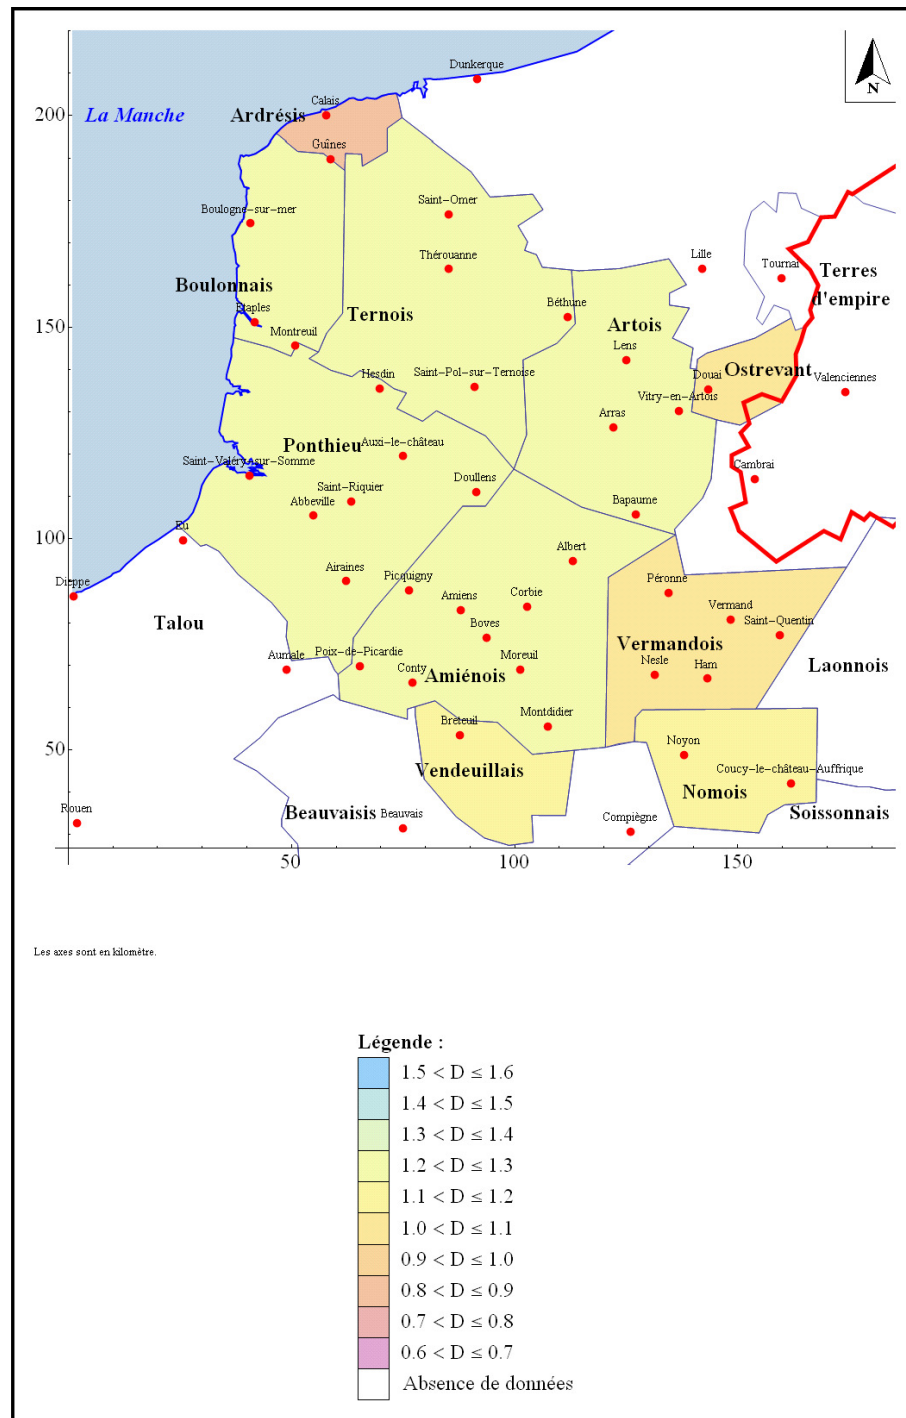 Dunkerque
N
Calais
200
La Manche
Ardrésis
Guînes
Saint-Omer
Boulogne-sur-mer
Thérouanne
Lille
Tournai
Terres
d'empire
Boulonnais
Etaples
Ternois
Béthune
Artois
150
Montreuil
Lens
Hesdin
Saint-Pol-sur-Ternoise
Douai
Ostrevant
Valenciennes
Vitry-en-Artois
Arras
Ponthieu
Auxi-le-château
Saint-Valéry-sur-Somme
Cambrai
Doullens
Saint-Riquier
Abbeville
Bapaume
Eu
100
Albert
Airaines
Picquigny
Péronne
Dieppe
Amiens
Corbie
Vermand
Talou
Boves
Saint-Quentin
Vermandois
Aumale
Poix-de-Picardie
Moreuil
Laonnois
Conty
Amiénois
Nesle
Ham
Montdidier
Breteuil
50
Noyon
Vendeuillais
Coucy-le-château-Auffrique
Nomois
Rouen
Beauvaisis
Beauvais
Compiègne
Soissonnais
50
100
150
Les axes sont en kilomètre.
Légende :
1.5 < D ≤ 1.6
1.4 < D ≤ 1.5
1.3 < D ≤ 1.4
1.2 < D ≤ 1.3
1.1 < D ≤ 1.2
1.0 < D ≤ 1.1
0.9 < D ≤ 1.0
0.8 < D ≤ 0.9
0.7 < D ≤ 0.8
0.6 < D ≤ 0.7
Absence de données